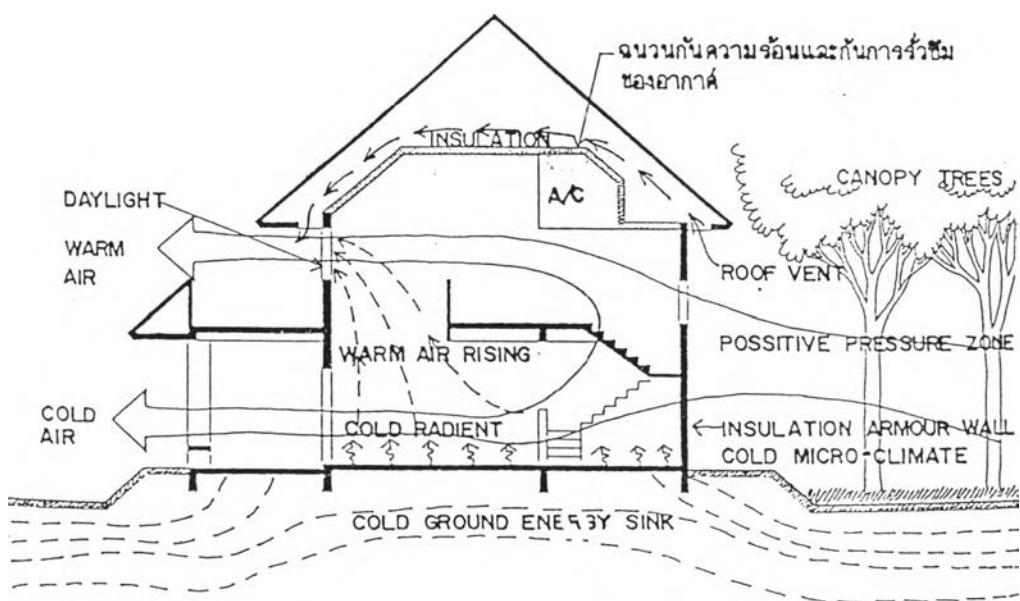 ฉนวนกันความร้อนและกันการรั่วซึม
ของอากาศ
INSULATION
A/C
CANOPY TREES
DAYLIGHT
WARM
AIR
ROOF VENT
WARM AIR RISING
POSSITIVE PRESSURE ZONE
COLD
AIR
COLD RADIENT
INSULATION ARMOUR WALL
COLD MICRO-CLIMATE
COLD GROUND ENERGY SINK